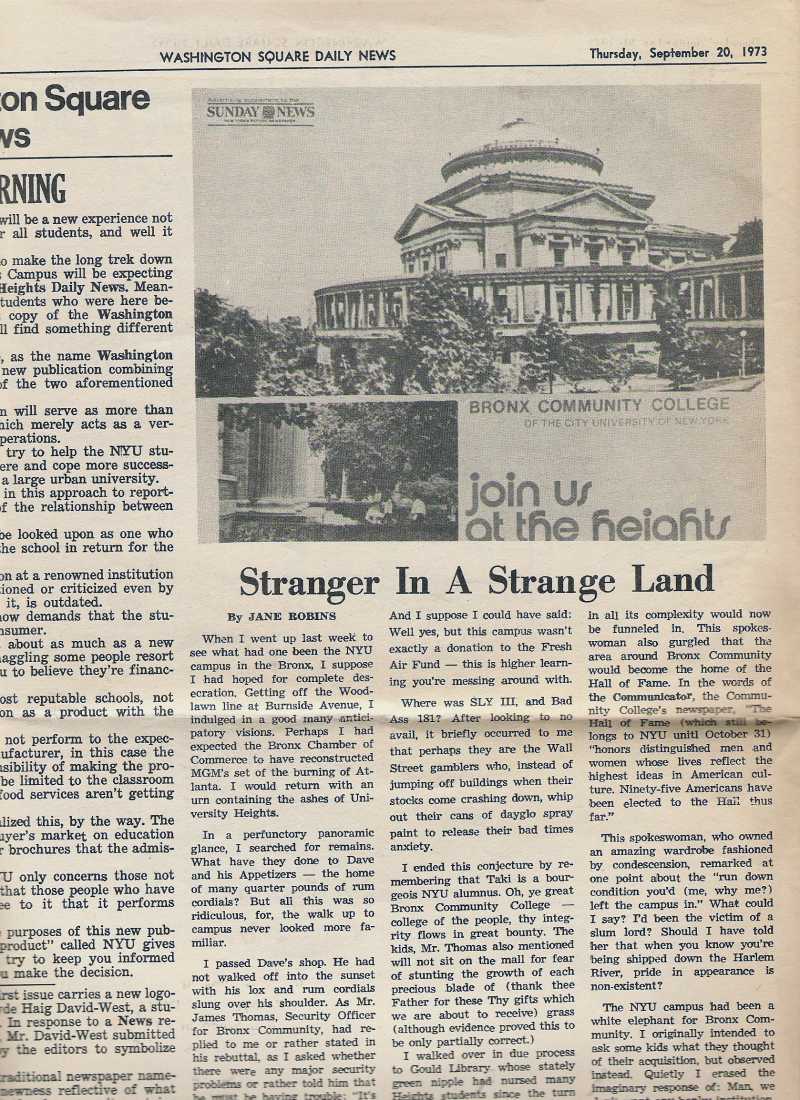 WASHINGTON SQUARE DAILY NEWS
Thursday, September 20, 1973
ton Square
ws
RNING
will be a new experience not
r all students, and well it
o make the long trek down
Campus will be expecting
Heights Daily News. Mean-
tudents who were here be-
copy of the Washington
ll find something different
, as the name Washington
new publication combining
of the two aforementioned
n will serve as more than
hich merely acts as a ver-
perations.
try to help the NYU stu-
ere and cope more success-
a large urban university.
in this approach to report-
of the relationship between
be looked upon as one who
the school in return for the
on at a renowned institution
tioned or criticized even by
it, is outdated.
now demands that the stu-
nsumer.
about as much as a new
haggling some people resort
u to believe they're financ-
ost reputable schools, not
on as a product with the
not perform to the expec-
ufacturer, in this case the
nsibility of making the pro-
be limited to the classroom
food services aren't getting
lized this, by the way. The
uyer's market on education
r brochures that the admis-
U only concerns those not
that those people who have
ee to it that it performs
purposes of this new pub-
product" called NYU gives
try to keep you informed
u make the decision.
irst issue carries a new logo-
de Haig David-West, a stu-
. In response to a News re-
Mr. David-West submitted
y the editors to symbolize
traditional newspaper name-
newness reflective of what
Advertising supplement to the
SUNDAY NEWS
NEW YORK'S PICTURE NEWSPAPER
BRONX COMMUNITY COLLEGE
OF THE CITY UNIVERSITY OF NEW YORK
join us
at the heights
Stranger In A Strange Land
By JANE ROBINS
When I went up last week to
see what had one been the NYU
campus in the Bronx, I suppose
I had hoped for complete des-
ecration. Getting off the Wood-
lawn line at Burnside Avenue, I
indulged in a good many antici-
patory visions. Perhaps I had
expected the Bronx Chamber of
Commerce to have reconstructed
MGM's set of the burning of At-
lanta. I would return with an
urn containing the ashes of Uni-
versity Heights.
In a perfunctory panoramic
glance, I searched for remains.
What have they done to Dave
and his Appetizers — the home
of many quarter pounds of rum
cordials? But all this was so
ridiculous, for, the walk up to
campus never looked more fa-
miliar.
I passed Dave's shop. He had
not walked off into the sunset
with his lox and rum cordials
slung over his shoulder. As Mr.
James Thomas, Security Officer
for Bronx Community, had re-
plied to me or rather stated in
his rebuttal, as I asked whether
there were any major security
problems or rather told him that
he must be having trouble: "It's
And I suppose I could have said:
Well yes, but this campus wasn't
exactly a donation to the Fresh
Air Fund — this is higher learn-
ing you're messing around with.
Where was SLY III, and Bad
Ass 181? After looking to no
avail, it briefly occurred to me
that perhaps they are the Wall
Street gamblers who, instead of
jumping off buildings when their
stocks come crashing down, whip
out their cans of dayglo spray
paint to release their bad times
anxiety.
I ended this conjecture by re-
membering that Taki is a bour-
geois NYU alumnus. Oh, ye great
Bronx Community College —
college of the people, thy integ-
rity flows in great bounty. The
kids, Mr. Thomas also mentioned
will not sit on the mall for fear
of stunting the growth of each
precious blade of (thank thee
Father for these Thy gifts which
we are about to receive) grass
(although evidence proved this to
be only partially correct.)
I walked over in due process
to Gould Library whose stately
green nipple had nursed many
Heights students since the turn
in all its complexity would now
be funneled in. This spokes-
woman also gurgled that the
area around Bronx Community
would become the home of the
Hall of Fame. In the words of
the Communicator, the Commu-
nity College's newspaper, "The
Hall of Fame (which still be-
longs to NYU unitl October 31)
"honors distinguished men and
women whose lives reflect the
highest ideas in American cul-
ture. Ninety-five Americans have
been elected to the Hall thus
far."
This spokeswoman, who owned
an amazing wardrobe fashioned
by condescension, remarked at
one point about the "run down
condition you'd (me, why me?)
left the campus in." What could
I say? I'd been the victim of a
slum lord? Should I have told
her that when you know you're
being shipped down the Harlem
River, pride in appearance is
non-existent?
The NYU campus had been a
white elephant for Bronx Com-
munity. I originally intended to
ask some kids what they thought
of their acquisition, but observed
instead. Quietly I erased the
imaginary response of: Man, we